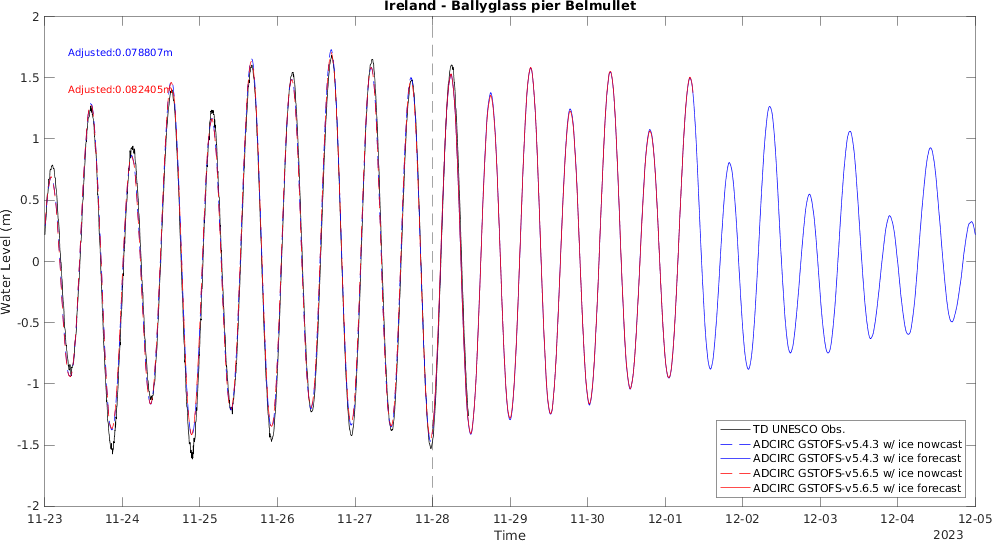 Ireland - Ballyglass pier Belmullet
2
1.5
1
0.5
0
-0.5
-1
-1.5
-2
Water Level (m)
Adjusted:0.078807m
Adjusted:0.082405m
TD UNESCO Obs.
ADCIRC GSTOFS-v5.4.3 w/ ice nowcast
ADCIRC GSTOFS-v5.4.3 w/ ice forecast
ADCIRC GSTOFS-v5.6.5 w/ ice nowcast
ADCIRC GSTOFS-v5.6.5 w/ ice forecast
11-23 11-24 11-25 11-26 11-27 11-28 11-29 11-30 12-01 12-02 12-03 12-04 12-05
Time
2023